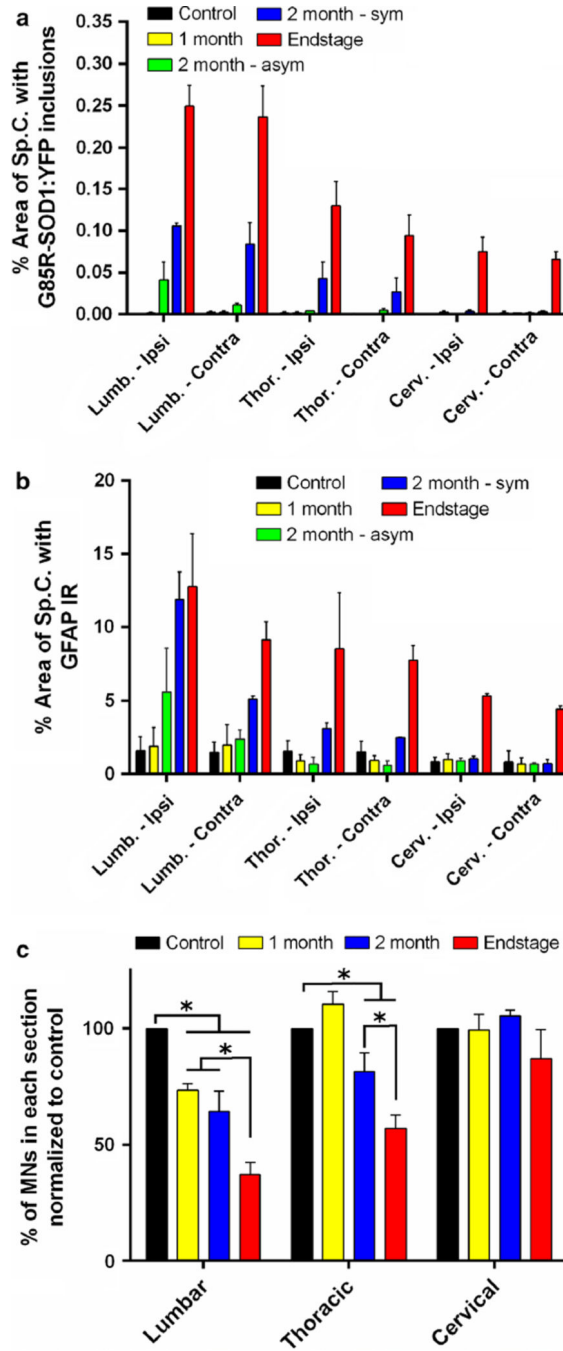 a
Control
1 month
2 month - asym
2 month - sym
Endstage
% Area of Sp.C. with
G85R-SOD1:YFP inclusions
0.35
0.30
0.25
0.20
0.15
0.10
0.05
0.00
Lumb. - Ipsi
Lumb. - Contra
Thor. - Ipsi
Thor. - Contra
Cerv. - Ipsi
Cerv. - Contra
b
Control
1 month
2 month - asym
2 month - sym
Endstage
% Area of Sp.C. with
GFAP IR
20
15
10
5
0
Lumb. - Ipsi
Lumb. - Contra
Thor. - Ipsi
Thor. - Contra
Cerv. - Ipsi
Cerv. - Contra
c
Control 1 month 2 month Endstage
% of MNs in each section
normalized to control
100
50
0
*
*
*
*
Lumbar
Thoracic
Cervical